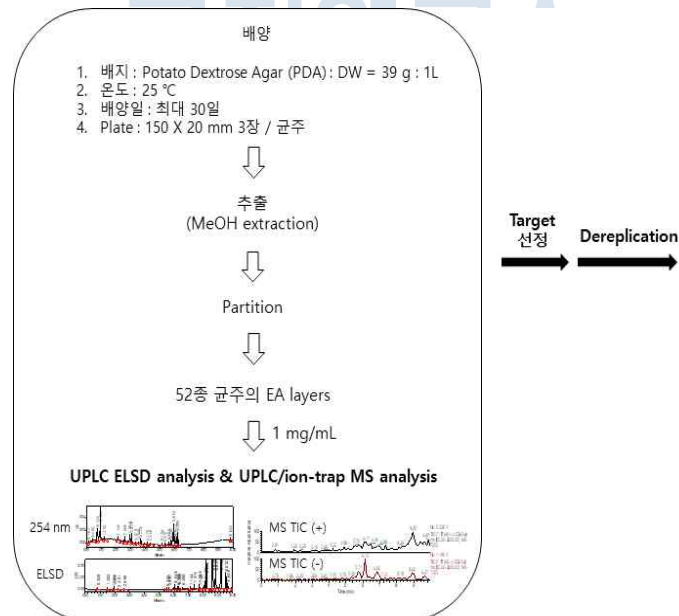 배양
1. 배지 : Potato Dextrose Agar (PDA) : DW = 39 g : 1L
2. 온도 : 25 ℃
3. 배양일 : 최대 30일
4. Plate : 150 X 20 mm 3장 / 균주
추출
(MeOH extraction)
Target
선정
Dereplication
Partition
52종 균주의 EA layers
1 mg/mL
UPLC ELSD analysis & UPLC/ion-trap MS analysis
254 nm
MS TIC (+)
ELSD
MS TIC (-)